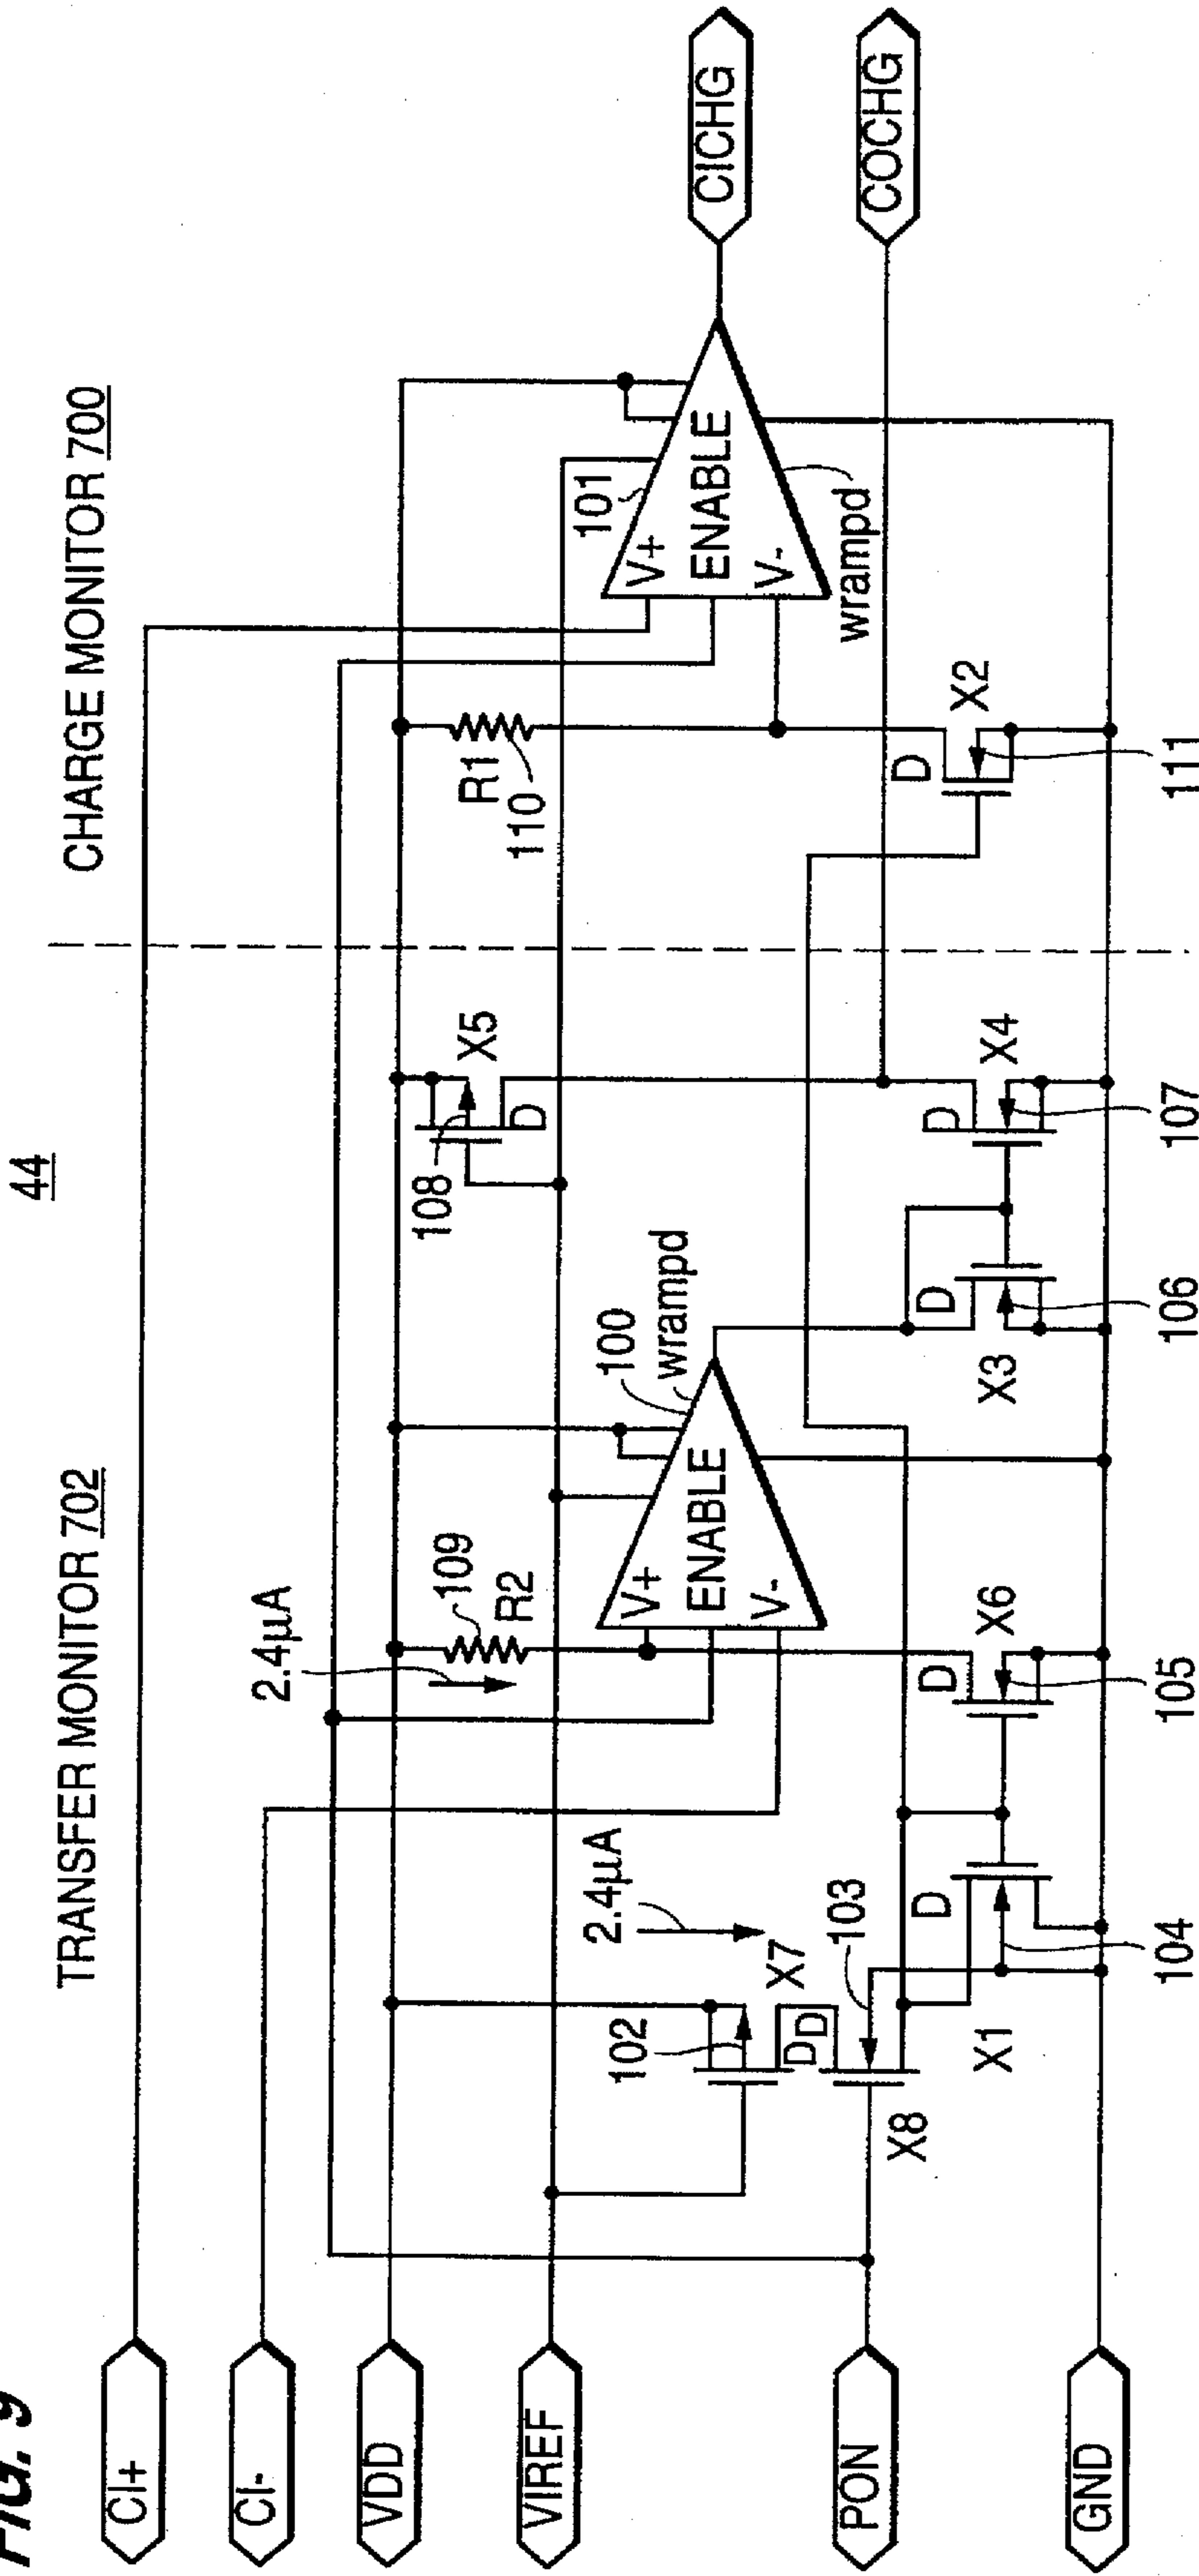 FIG. 9
44
TRANSFER MONITOR 702
CHARGE MONITOR 700
CI+
CI-
VDD
VIREF
PON
GND
2.4µA
109
R2
100
wrampd
V+
ENABLE
V-
2.4µA
102
X7
D
D
103
X8
X1
D
104
D
X6
105
X3
D
106
D
X4
107
108
X5
D
R1
110
101
V+
ENABLE
V-
wrampd
D
X2
111
CICHG
COCHG